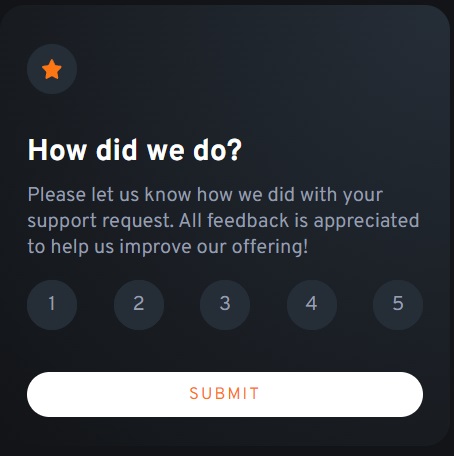 How did we do?
Please let us know how we did with your
support request. All feedback is appreciated
to help us improve our offering!
1 2 3 4 5
SUBMIT